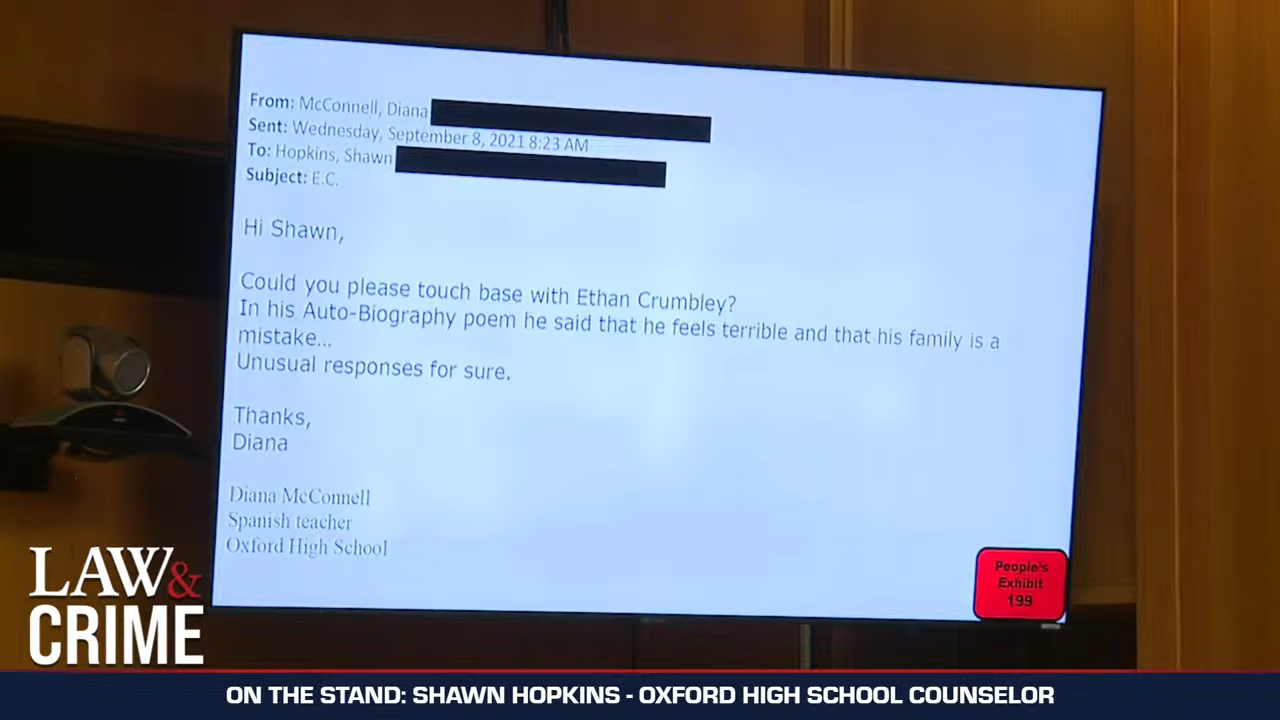 From: McConnell, Diana
Sent: Wednesday, September 8, 2021 8:23 AM
To: Hopkins, Shawn
Subject: E.C.
Hi Shawn,
Could you please touch base with Ethan Crumbley?
In his Auto-Biography poem he said that he feels terrible and that his family is a
mistake...
Unusual responses for sure.
Thanks,
Diana
Diana McConnell
Spanish teacher
Oxford High School
People's
Exhibit
199
LAW&
CRIME
ON THE STAND: SHAWN HOPKINS - OXFORD HIGH SCHOOL COUNSELOR